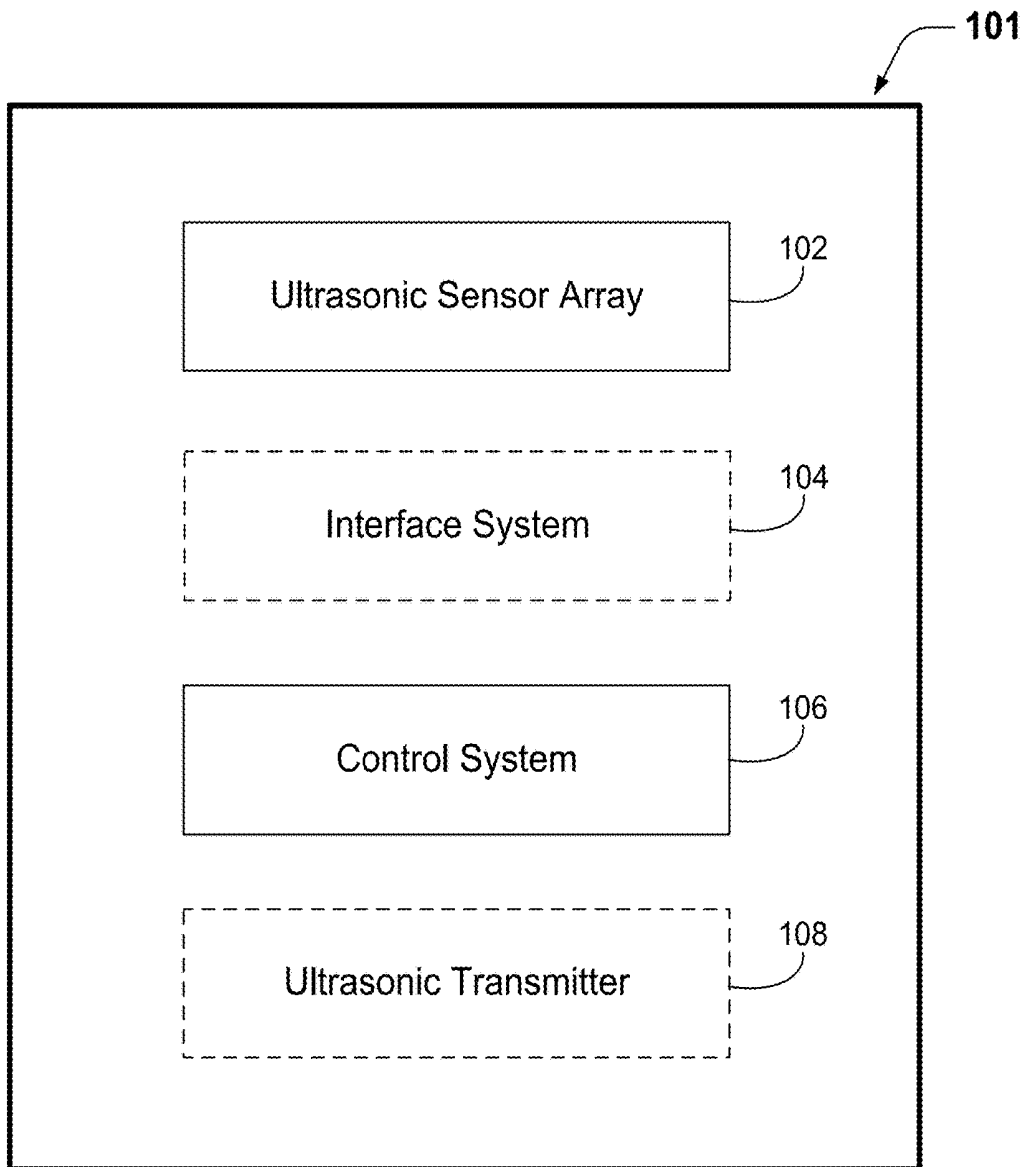 101
Ultrasonic Sensor Array
102
Interface System
104
Control System
106
Ultrasonic Transmitter
108